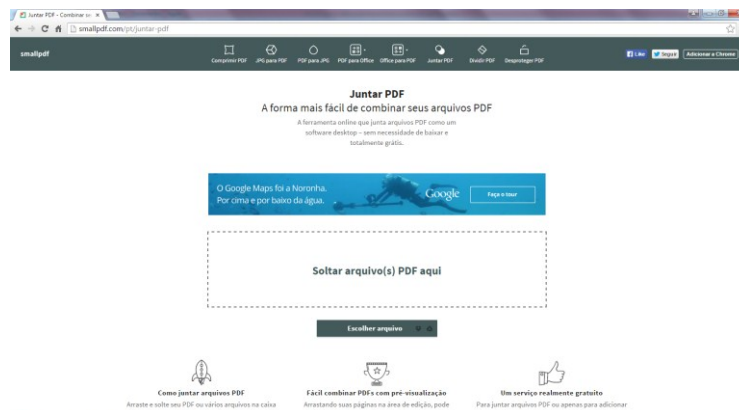 Juntar PDF - Combinar o
smallpdf.com/pt/juntar-pdf
smallpdf
Comprimir PDF JPG para PDF PDF para JPG PDF para Office Office para PDF Juntar PDF Dividir PDF Desproteger PDF
Like Seguir Adicionar a Chrome
Juntar PDF
A forma mais fácil de combinar seus arquivos PDF
A ferramenta online que junta arquivos PDF como um
software desktop – sem necessidade de baixar e
totalmente grátis.
O Google Maps foi a Noronha.
Por cima e por baixo da água.
Google
Faça o tour
Soltar arquivo(s) PDF aqui
Escolher arquivo
Como juntar arquivos PDF
Arraste e solte seu PDF ou vários arquivos na caixa
Fácil combinar PDFs com pré-visualização
Arrastando suas páginas na área de edição, pode
Um serviço realmente gratuito
Para juntar arquivos PDF ou apenas para adicionar